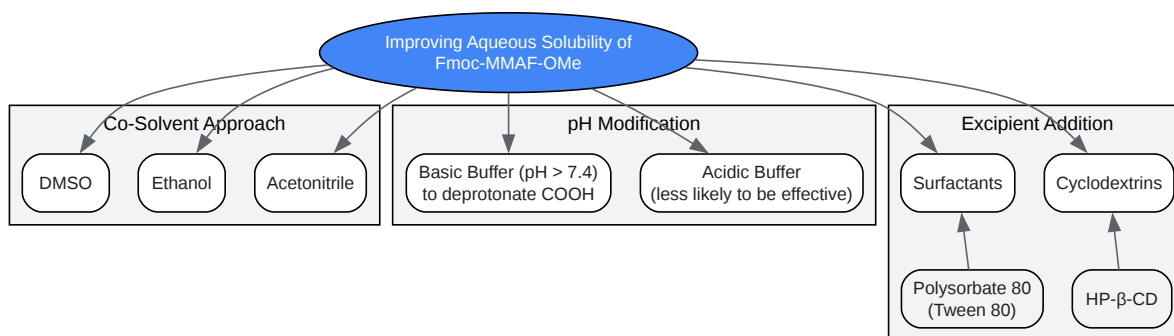 Improving Aqueous Solubility of
Fmoc-MMAF-OMe
Co-Solvent Approach
pH Modification
Excipient Addition
DMSO
Ethanol
Acetonitrile
Basic Buffer (pH > 7.4)
to deprotonate COOH
Acidic Buffer
(less likely to be effective)
Surfactants
Cyclodextrins
Polysorbate 80
(Tween 80)
HP-β-CD